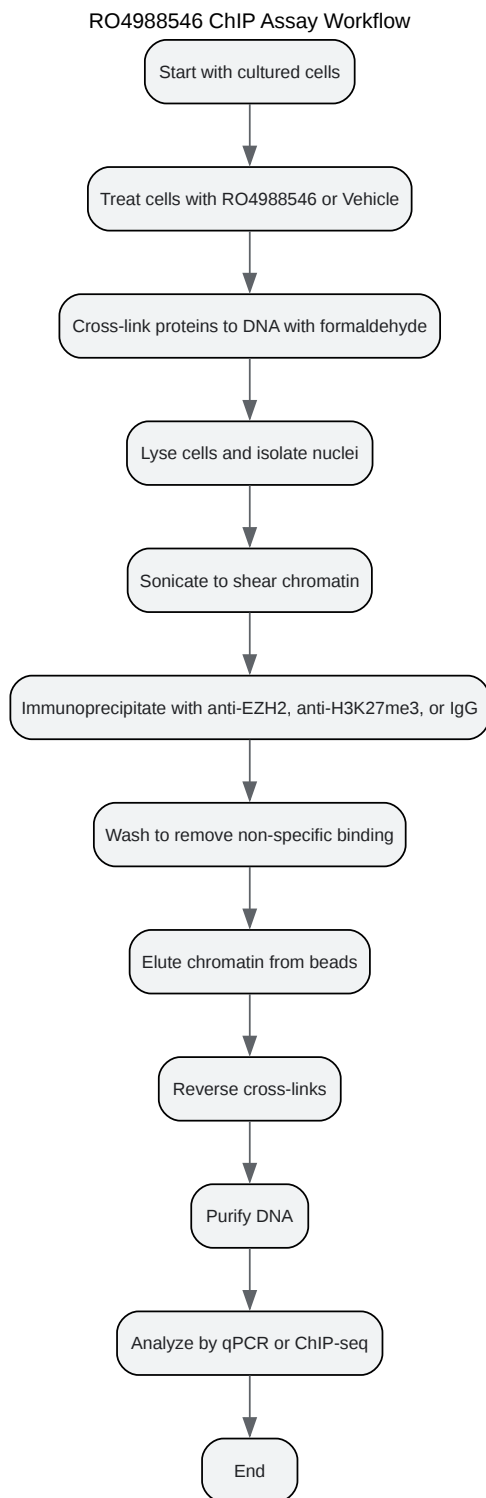 RO4988546 ChIP Assay Workflow
Start with cultured cells
Treat cells with RO4988546 or Vehicle
Cross-link proteins to DNA with formaldehyde
Lyse cells and isolate nuclei
Sonicate to shear chromatin
Immunoprecipitate with anti-EZH2, anti-H3K27me3, or IgG
Wash to remove non-specific binding
Elute chromatin from beads
Reverse cross-links
Purify DNA
Analyze by qPCR or ChIP-seq
End